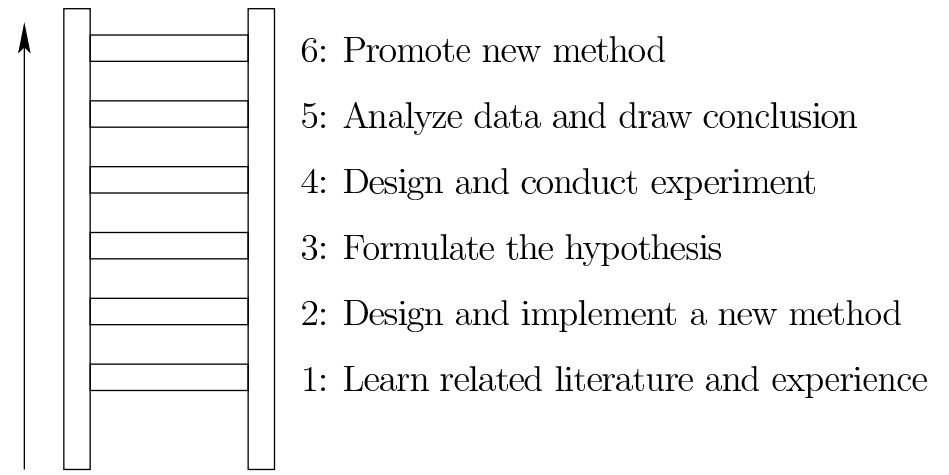 6: Promote new method
5: Analyze data and draw conclusion
4: Design and conduct experiment
3: Formulate the hypothesis
2: Design and implement a new method
1: Learn related literature and experience